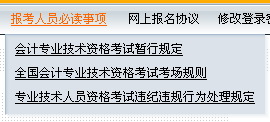 报考人员必读事项 网上报名协议 修改登录
会计专业技术资格考试暂行规定
全国会计专业技术资格考试考场规则
专业技术人员资格考试违纪违规行为处理规定